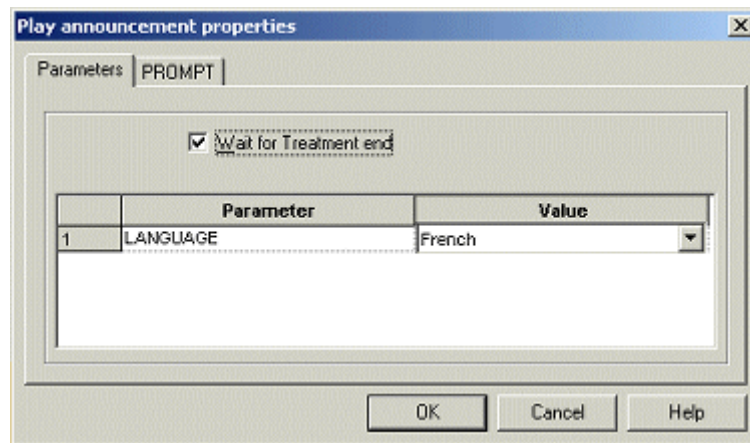 Play announcement properties
Parameters PROMPT
Wait for Treatment end
Parameter Value
1 LANGUAGE French
OK Cancel Help